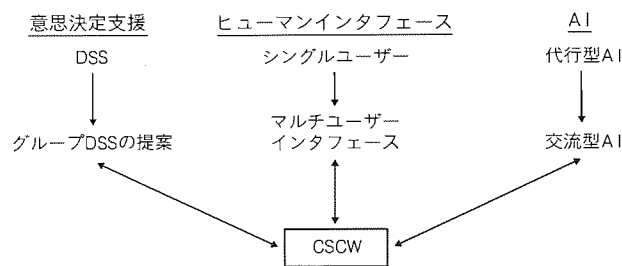 意思決定支援
ヒューマンインタフェース
AI
DSS
シングルユーザー
代行型AI
グループDSSの提案
マルチユーザー
インタフェース
交流型AI
CSCW